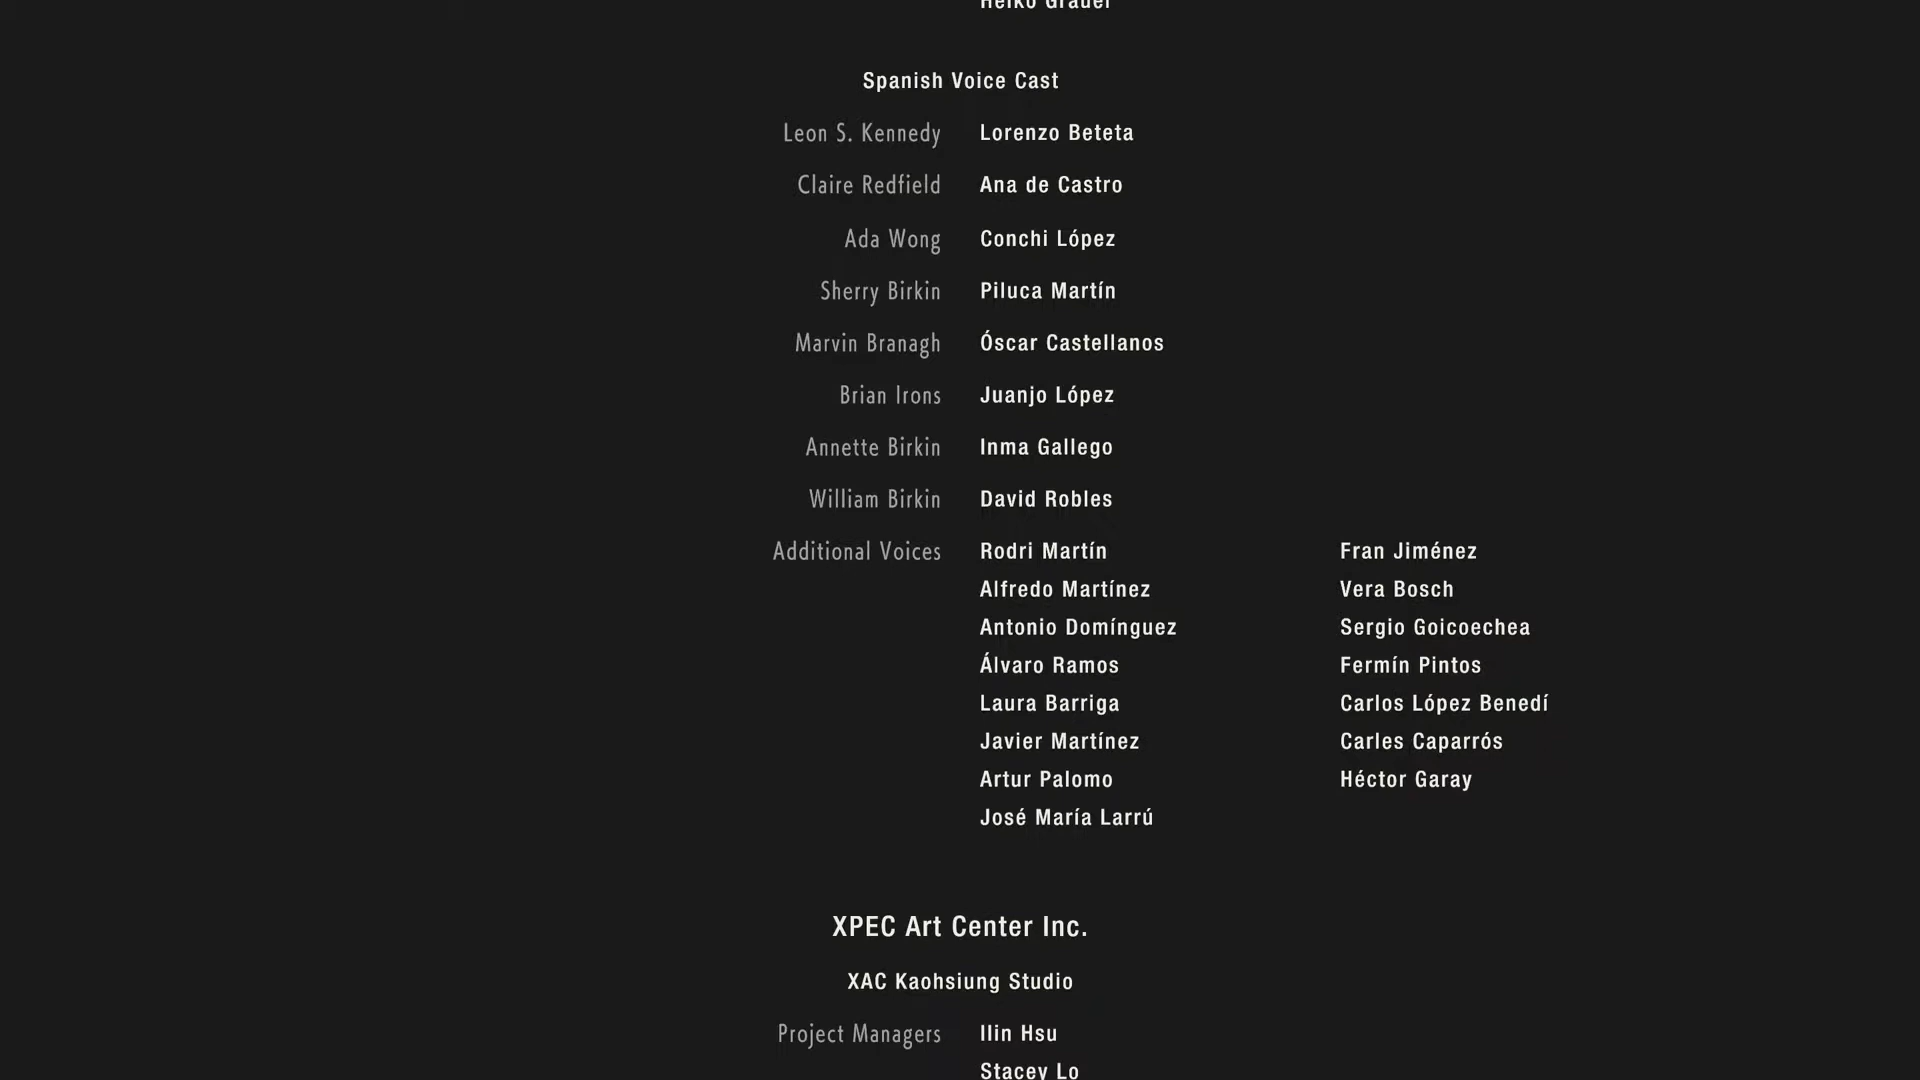 Heiko Grauel
Spanish Voice Cast
Leon S. Kennedy Lorenzo Beteta
Claire Redfield Ana de Castro
Ada Wong Conchi López
Sherry Birkin Piluca Martín
Marvin Branagh Óscar Castellanos
Brian Irons Juanjo López
Annette Birkin Inma Gallego
William Birkin David Robles
Additional Voices Rodri Martín Fran Jiménez
Alfredo Martínez Vera Bosch
Antonio Domínguez Sergio Goicoechea
Álvaro Ramos Fermín Pintos
Laura Barriga Carlos López Benedí
Javier Martínez Carles Caparrós
Artur Palomo Héctor Garay
José María Larrú
XPEC Art Center Inc.
XAC Kaohsiung Studio
Project Managers Ilin Hsu
Stacey Lo